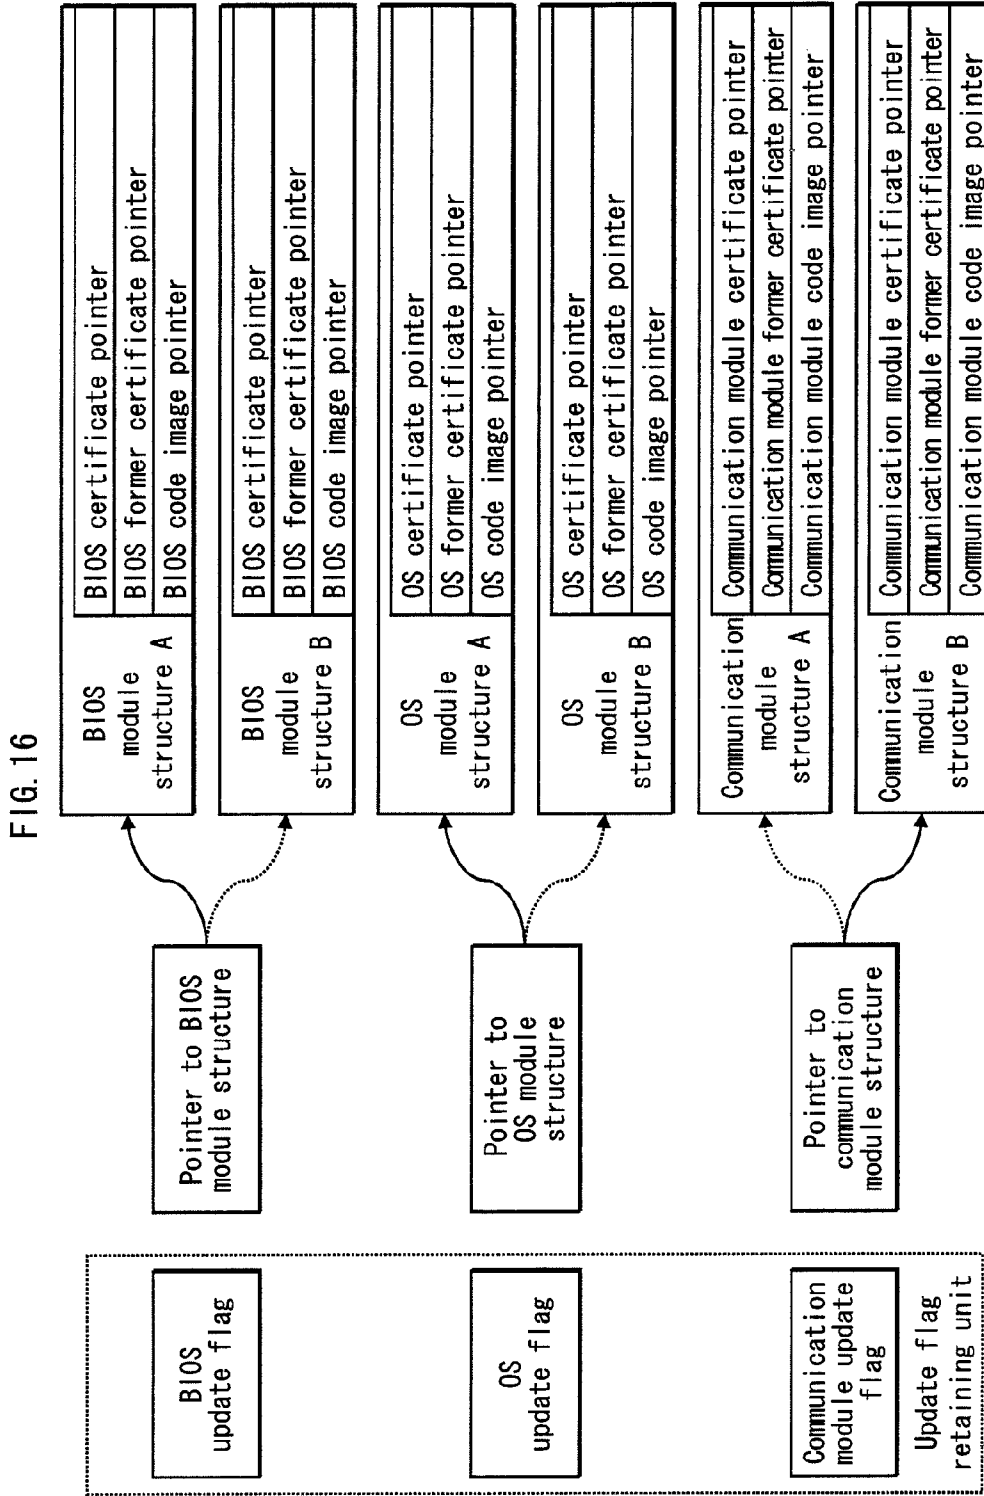 FIG. 16
BIOS
update flag
OS
update flag
Communication
module update
flag
Update flag
retaining unit
Pointer to BIOS
module structure
Pointer to
OS module
structure
Pointer to
communication
module structure
BIOS
module
structure A
BIOS certificate pointer
BIOS former certificate pointer
BIOS code image pointer
BIOS
module
structure B
BIOS certificate pointer
BIOS former certificate pointer
BIOS code image pointer
OS
module
structure A
OS certificate pointer
OS former certificate pointer
OS code image pointer
OS
module
structure B
OS certificate pointer
OS former certificate pointer
OS code image pointer
Communication
module
structure A
Communication module certificate pointer
Communication module former certificate pointer
Communication module code image pointer
Communication
module
structure B
Communication module certificate pointer
Communication module former certificate pointer
Communication module code image pointer